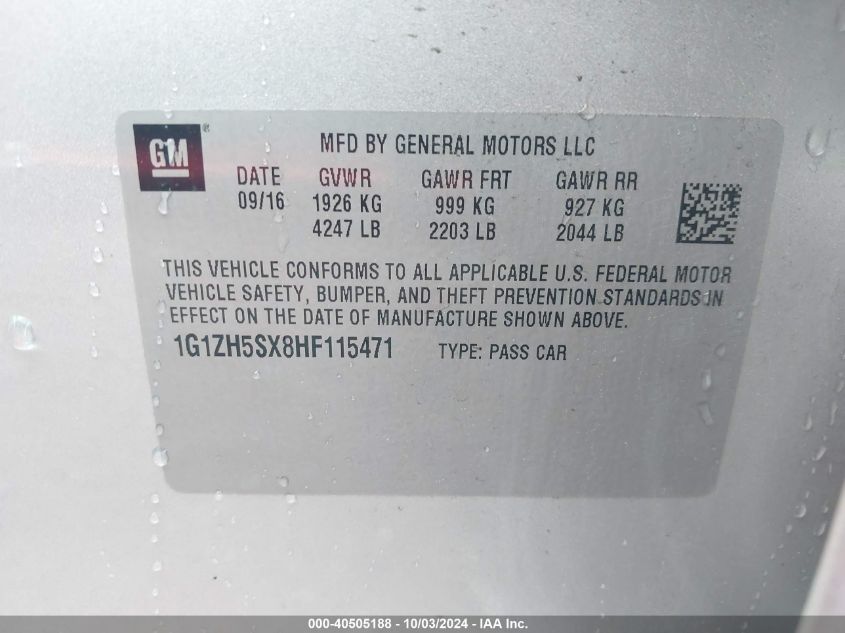 GM®
MFD BY GENERAL MOTORS LLC
DATE GVWR GAWR FRT GAWR RR
09/16 1926 KG 999 KG 927 KG
4247 LB 2203 LB 2044 LB
THIS VEHICLE CONFORMS TO ALL APPLICABLE U.S. FEDERAL MOTOR
VEHICLE SAFETY, BUMPER, AND THEFT PREVENTION STANDARDS IN
EFFECT ON THE DATE OF MANUFACTURE SHOWN ABOVE.
1G1ZH5SX8HF115471 TYPE: PASS CAR
000-40505188 - 10/03/2024 - IAA Inc.